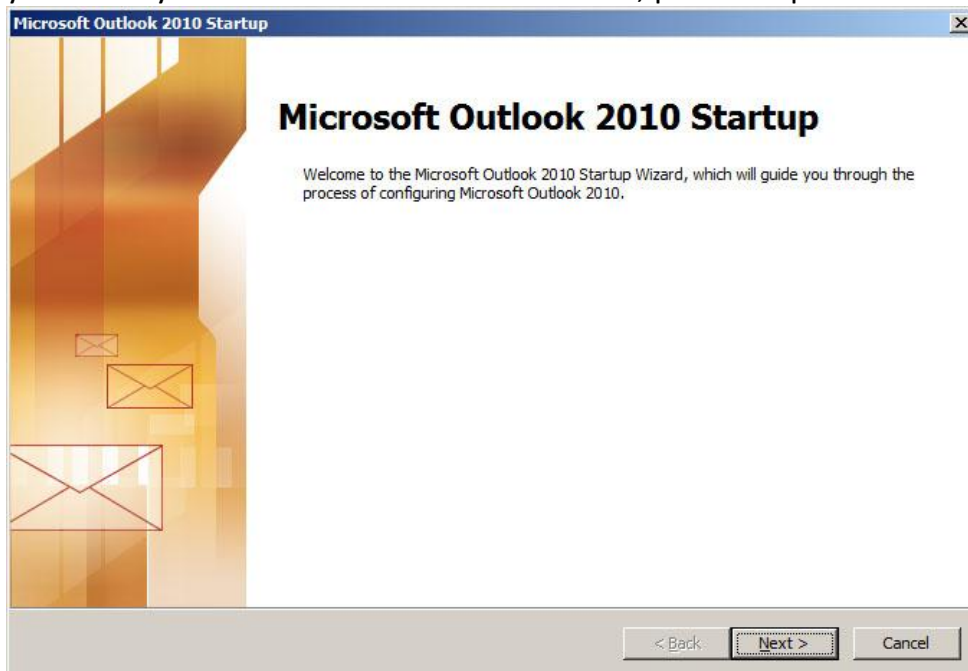 Microsoft Outlook 2010 Startup
Microsoft Outlook 2010 Startup
Welcome to the Microsoft Outlook 2010 Startup Wizard, which will guide you through the
process of configuring Microsoft Outlook 2010.
< Back Next > Cancel